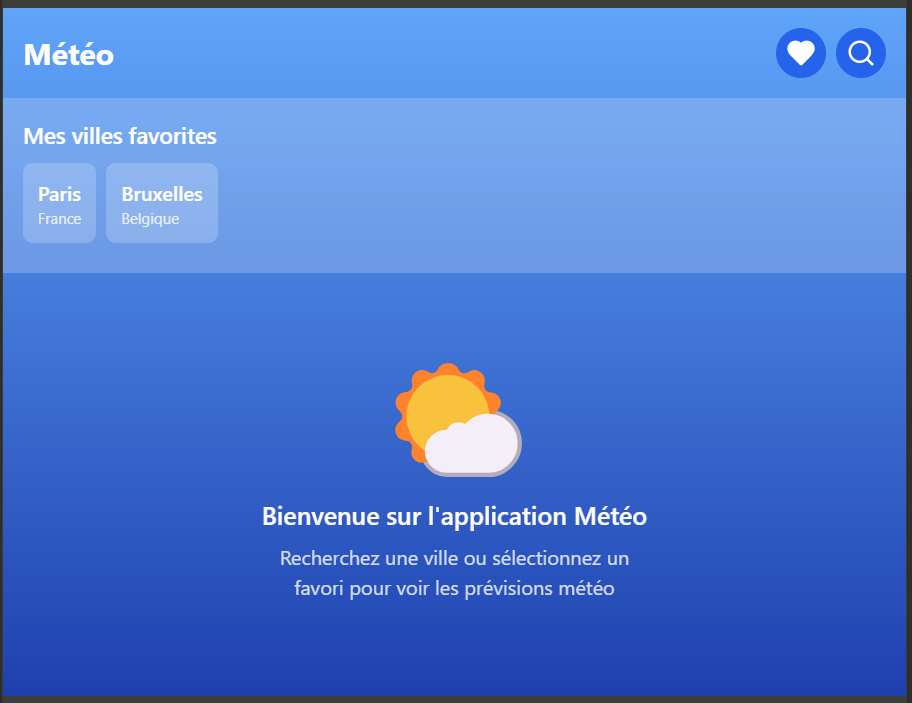 Météo
Mes villes favorites
Paris
France
Bruxelles
Belgique
Bienvenue sur l'application Météo
Recherchez une ville ou sélectionnez un
favori pour voir les prévisions météo